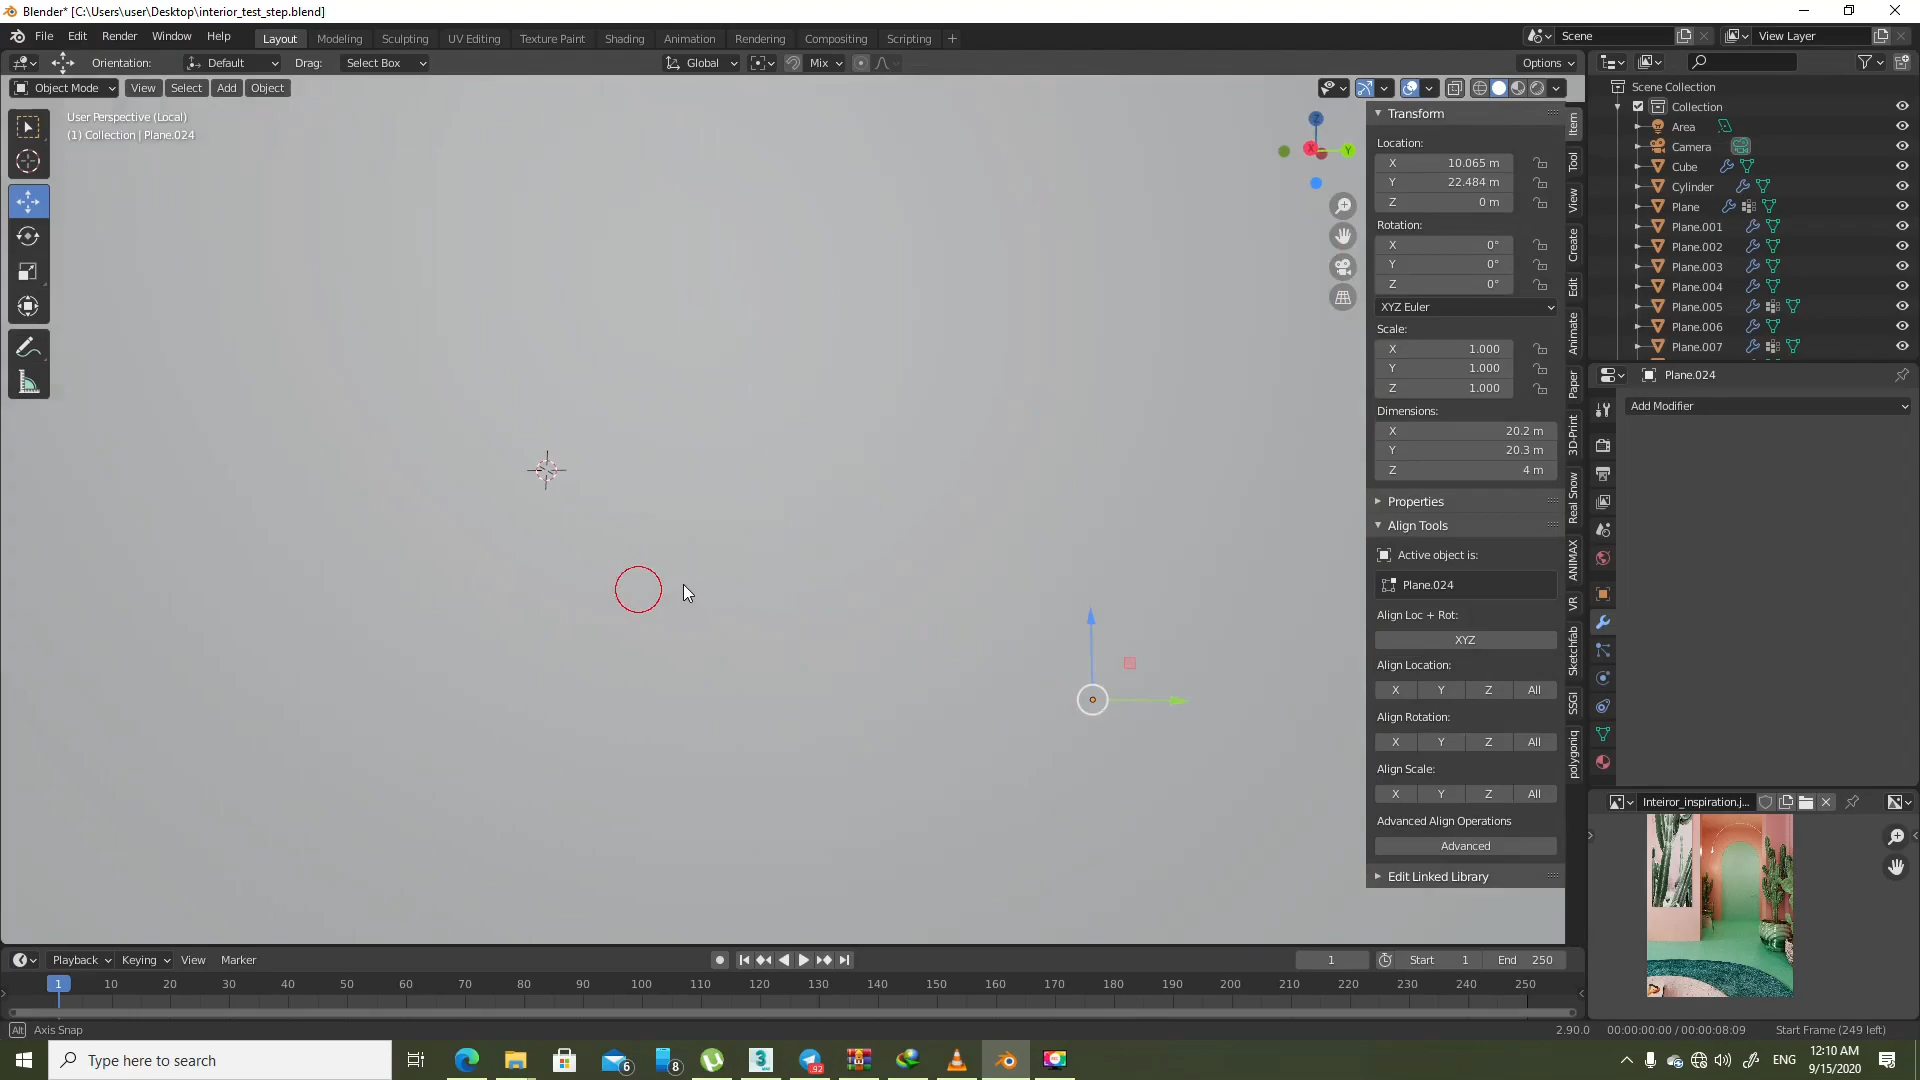 Blender* [C:\Users\user\Desktop\interior_test_step.blend]
File Edit Render Window Help
Layout Modeling Sculpting UV Editing Texture Paint Shading Animation Rendering Compositing Scripting
Scene
View Layer
Orientation: Default Drag: Select Box
Global Mix
Options
Object Mode View Select Add Object
User Perspective (Local)
(1) Collection | Plane.024
Z
Y
X
Transform
Location:
X 10.065 m
Y 22.484 m
Z 0 m
Rotation:
X 0°
Y 0°
Z 0°
XYZ Euler
Scale:
X 1.000
Y 1.000
Z 1.000
Dimensions:
X 20.2 m
Y 20.3 m
Z 4 m
Properties
Align Tools
Active object is:
Plane.024
Align Loc + Rot:
XYZ
Align Location:
X Y Z All
Align Rotation:
X Y Z All
Align Scale:
X Y Z All
Advanced Align Operations
Advanced
Edit Linked Library
Item
Tool
View
Create
Edit
Animate
Paper
3D-Print
Real Snow
ANIMAX
VR
Sketchfab
SSGI
polygoniq
Scene Collection
Collection
Area
Camera
Cube
Cylinder
Plane
Plane.001
Plane.002
Plane.003
Plane.004
Plane.005
Plane.006
Plane.007
Plane.024
Add Modifier
Inteiror_inspiration.j...
Playback Keying View Marker
1 Start 1 End 250
1 10 20 30 40 50 60 70 80 90 100 110 120 130 140 150 160 170 180 190 200 210 220 230 240 250
Alt Axis Snap
2.90.0 00:00:00:00 / 00:00:08:09 Start Frame (249 left)
Type here to search
6
8
3
92
ENG
12:10 AM
9/15/2020